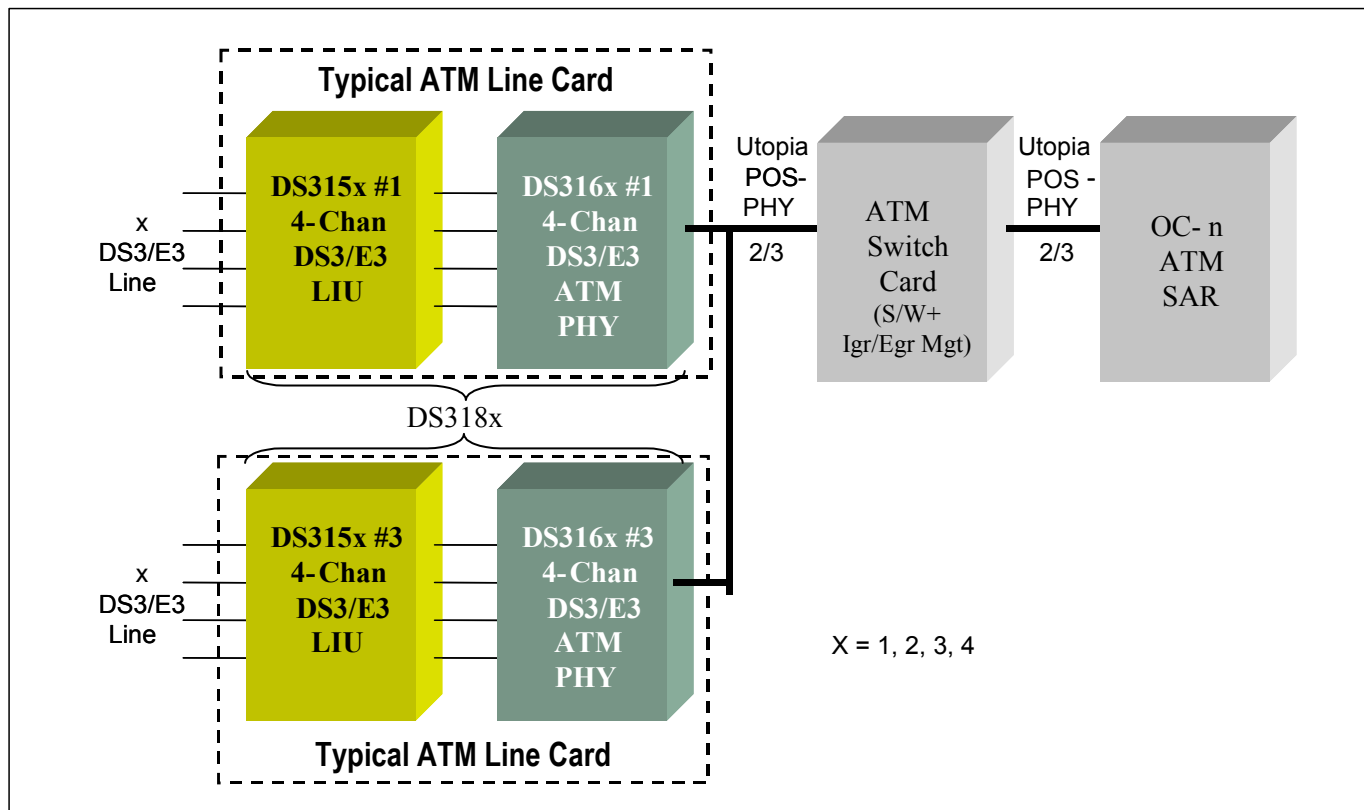 Typical ATM Line Card
x
DS3/E3
Line
DS315x #1
4-Chan
DS3/E3
LIU
DS316x #1
4-Chan
DS3/E3
ATM
PHY
Utopia
POS-
PHY
2/3
ATM
Switch
Card
(S/W+
Igr/Egr Mgt)
Utopia
POS -
PHY
2/3
OC- n
ATM
SAR
DS318x
x
DS3/E3
Line
DS315x #3
4-Chan
DS3/E3
LIU
DS316x #3
4-Chan
DS3/E3
ATM
PHY
X = 1, 2, 3, 4
Typical ATM Line Card